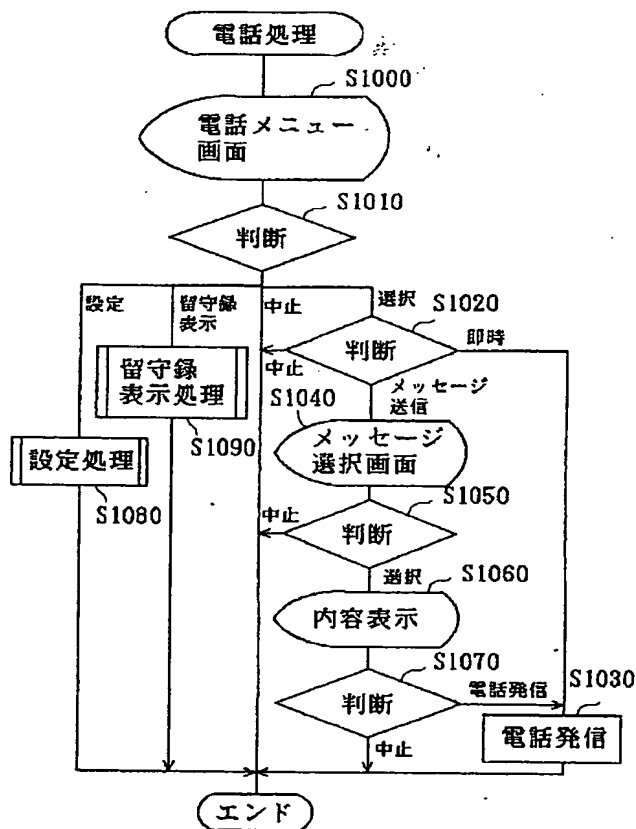 電話処理
S1000
電話メニュー
画面
S1010
判断
設定
留守録
表示
中止
選択
S1020
判断
即時
中止
留守録
表示処理
メッセージ
送信
S1040
S1090
メッセージ
選択画面
設定処理
S1080
S1050
中止
判断
選択
S1060
内容表示
S1070
判断
電話発信
S1030
電話発信
中止
エンド